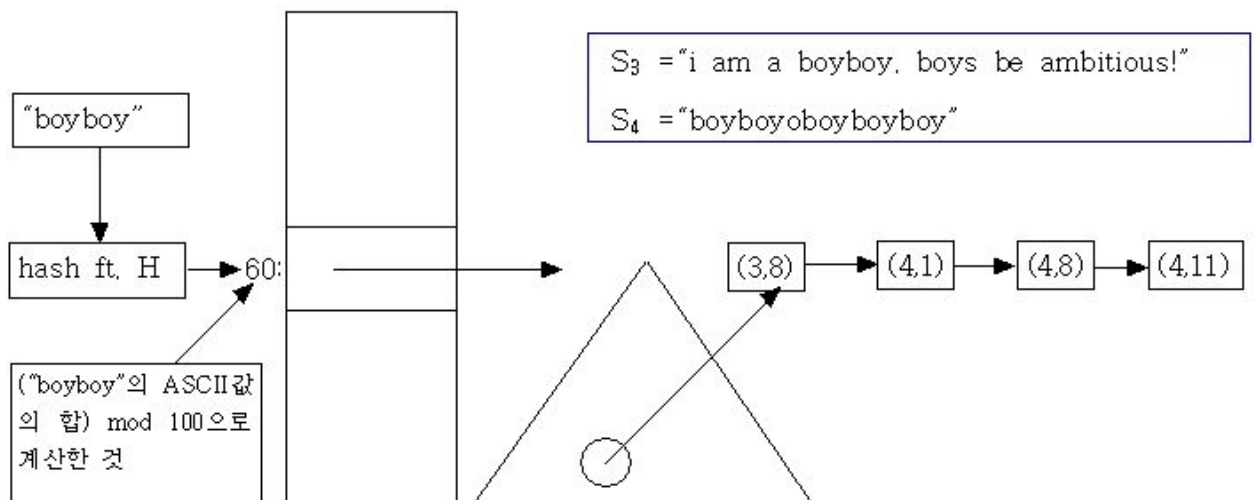 S₃ ="i am a boyboy, boys be ambitious!"
S₄ ="boyboyoboyboyboy"
"boyboy"
hash ft, H
60:
(3,8)
(4,1)
(4,8)
(4,11)
("boyboy"의 ASCII값
의 합) mod 100으로
계산한 것